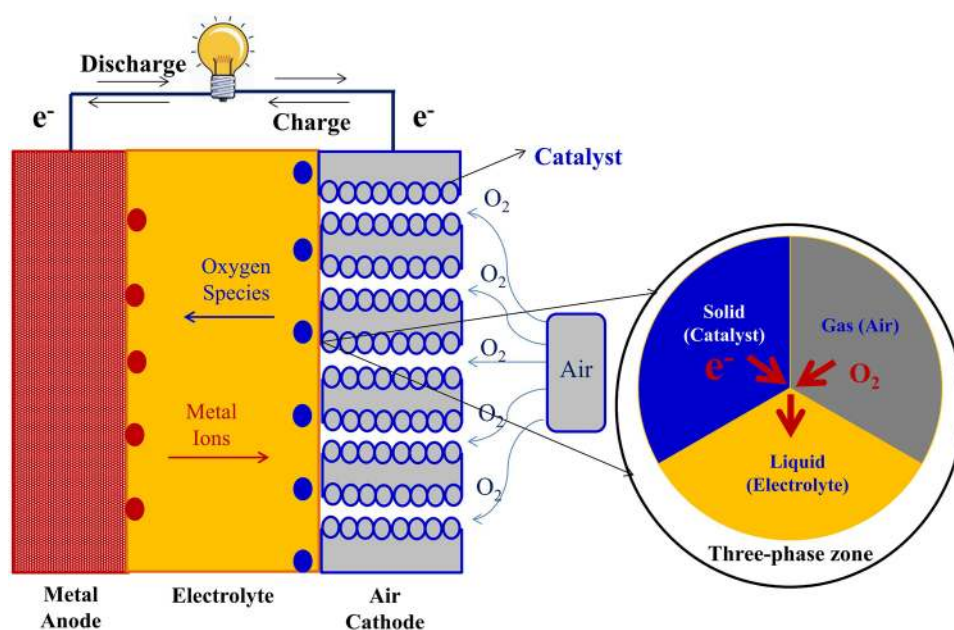 Discharge
e⁻
e⁻
Charge
Catalyst
O₂
O₂
O₂
O₂
O₂
Oxygen
Species
Metal
Ions
Air
Solid
(Catalyst)
Gas (Air)
e⁻
O₂
Liquid
(Electrolyte)
Three-phase zone
Metal
Anode
Electrolyte
Air
Cathode